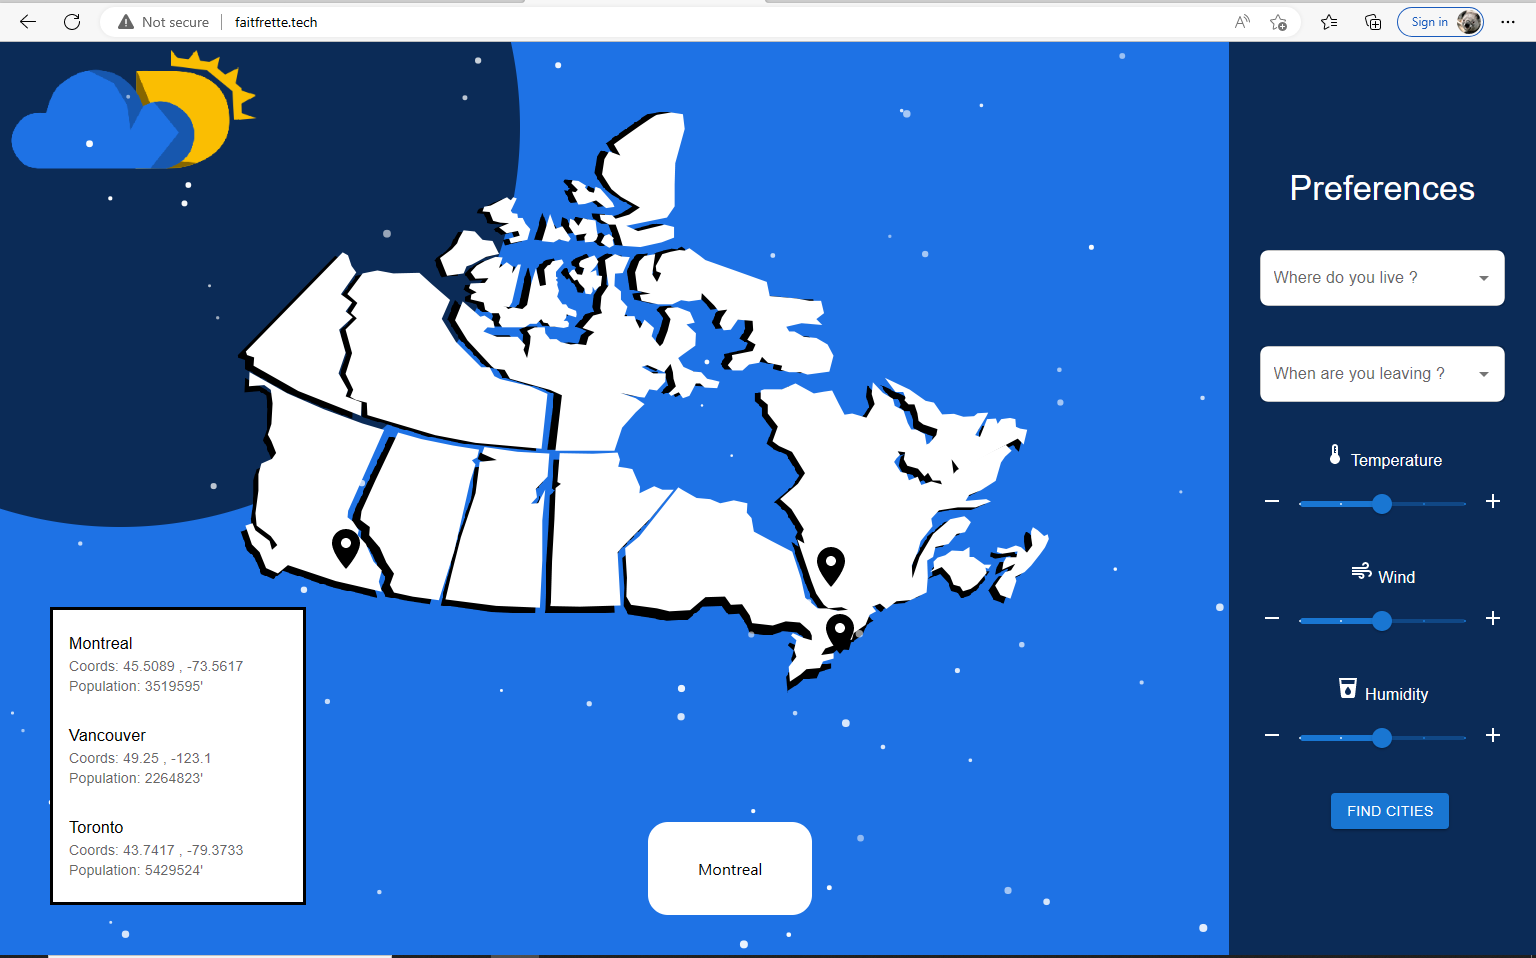 Not secure
faitfrette.tech
Sign in
Preferences
Where do you live ?
When are you leaving ?
Temperature
Wind
Humidity
FIND CITIES
Montreal
Coords: 45.5089 , -73.5617
Population: 3519595'
Vancouver
Coords: 49.25 , -123.1
Population: 2264823'
Toronto
Coords: 43.7417 , -79.3733
Population: 5429524'
Montreal